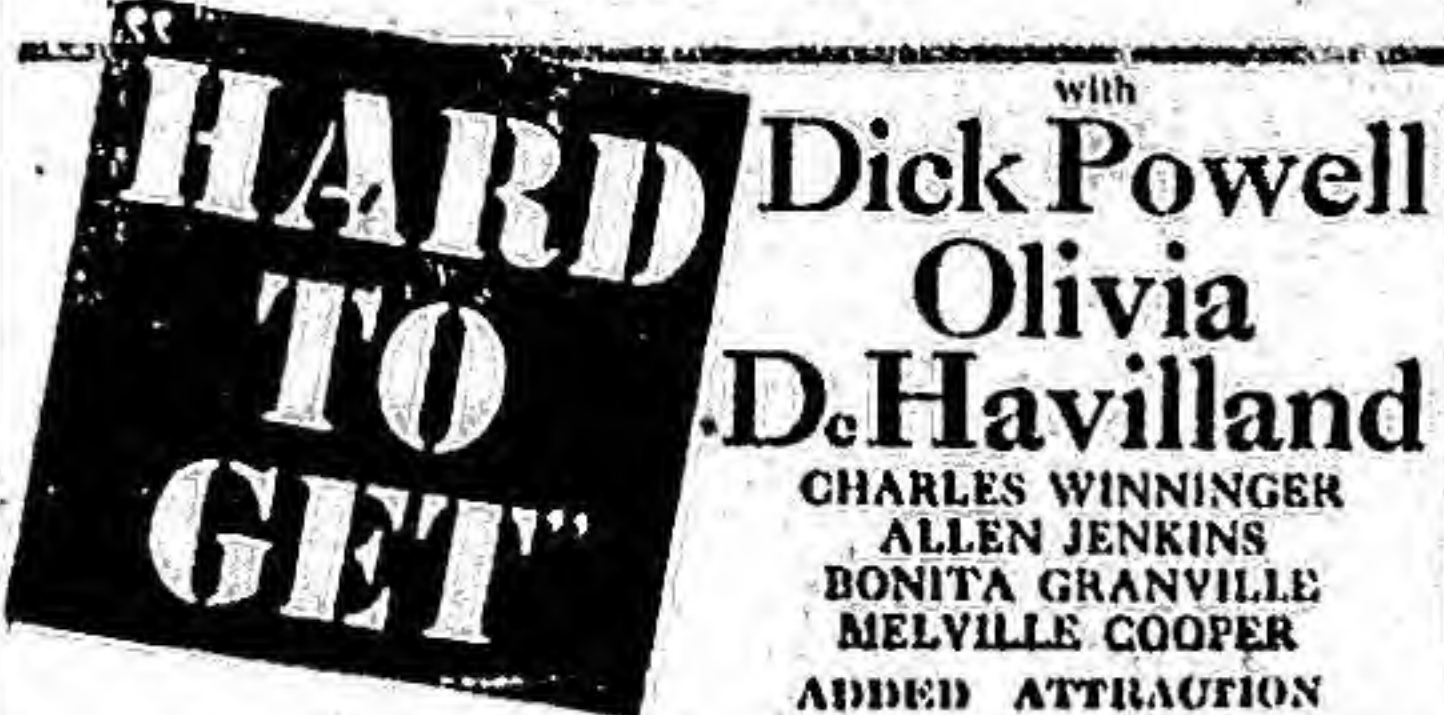 “HARD
TO
GET”
with
Dick Powell
Olivia
De Havilland
CHARLES WINNINGER
ALLEN JENKINS
BONITA GRANVILLE
MELVILLE COOPER
ADDED ATTRACTION